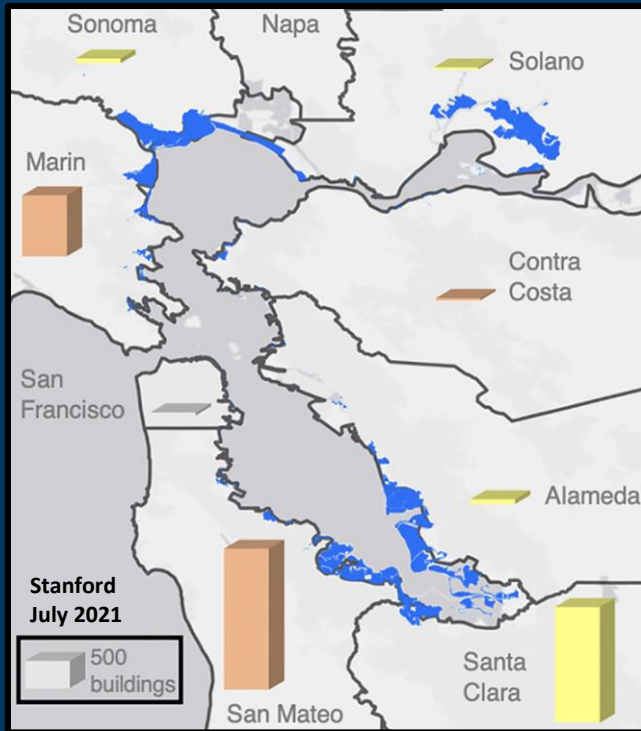 Sonoma
Napa
Solano
Marin
Contra
Costa
San
Francisco
Alameda
Stanford
July 2021
500
buildings
San Mateo
Santa
Clara